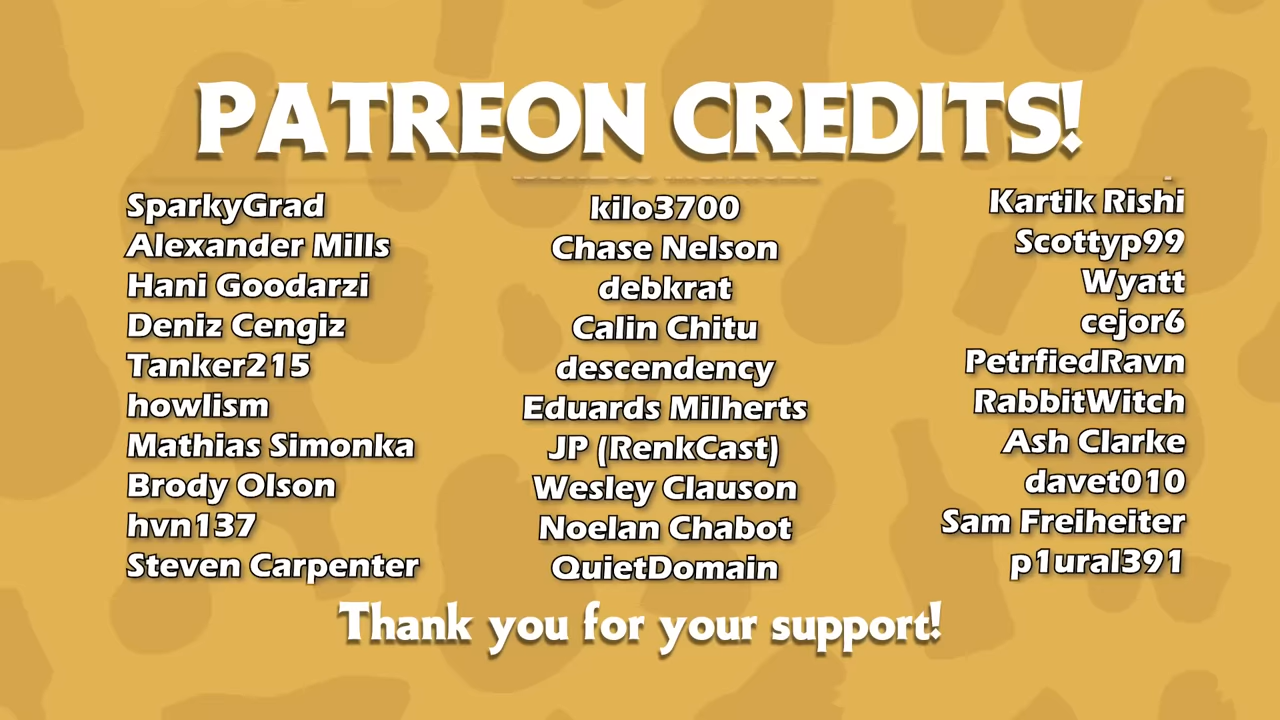 PATREON CREDITS!
SparkyGrad
Alexander Mills
Hani Goodarzi
Deniz Cengiz
Tanker215
howlism
Mathias Simonka
Brody Olson
hvn137
Steven Carpenter
kilo3700
Chase Nelson
debkrat
Calin Chitu
descendency
Eduards Milherts
JP (RenkCast)
Wesley Clauson
Noelan Chabot
QuietDomain
Kartik Rishi
Scottyp99
Wyatt
cejor6
PetrfiedRavn
RabbitWitch
Ash Clarke
davet010
Sam Freiheiter
p1ural391
Thank you for your support!